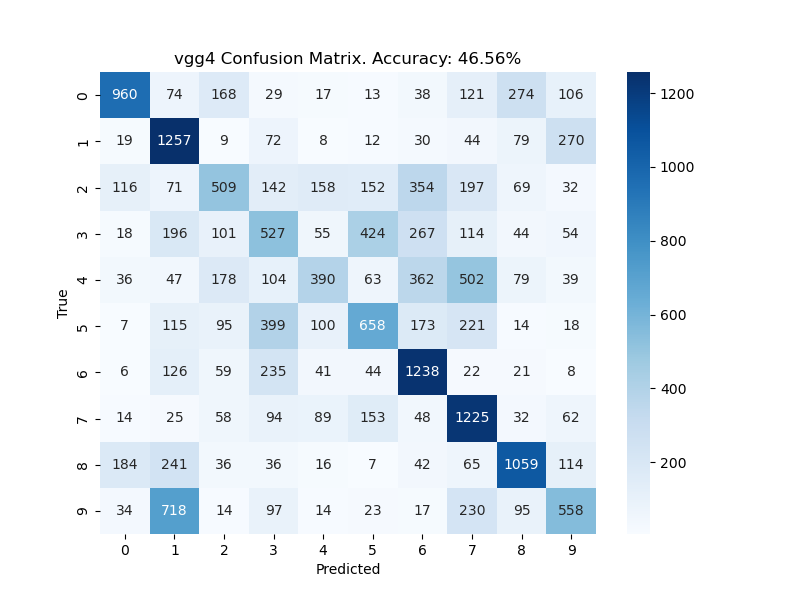 vgg4 Confusion Matrix. Accuracy: 46.56%
0 960 74 168 29 17 13 38 121 274 106
1 19 1257 9 72 8 12 30 44 79 270
2 116 71 509 142 158 152 354 197 69 32
3 18 196 101 527 55 424 267 114 44 54
4 36 47 178 104 390 63 362 502 79 39
5 7 115 95 399 100 658 173 221 14 18
6 6 126 59 235 41 44 1238 22 21 8
7 14 25 58 94 89 153 48 1225 32 62
8 184 241 36 36 16 7 42 65 1059 114
9 34 718 14 97 14 23 17 230 95 558
0 1 2 3 4 5 6 7 8 9
Predicted
True
1200
1000
800
600
400
200